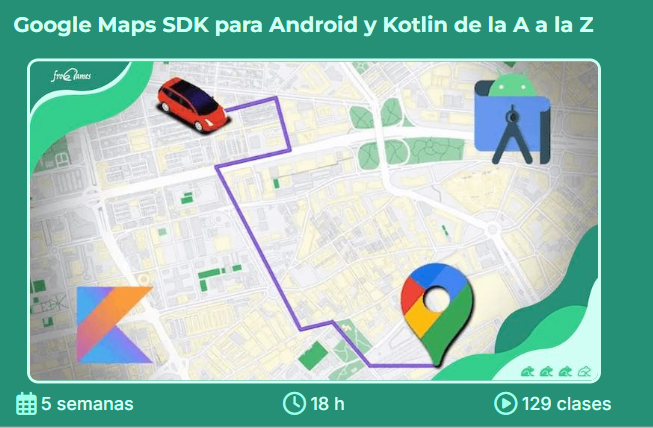 Google Maps SDK para Android y Kotlin de la A a la Z
5 semanas
18 h
129 clases